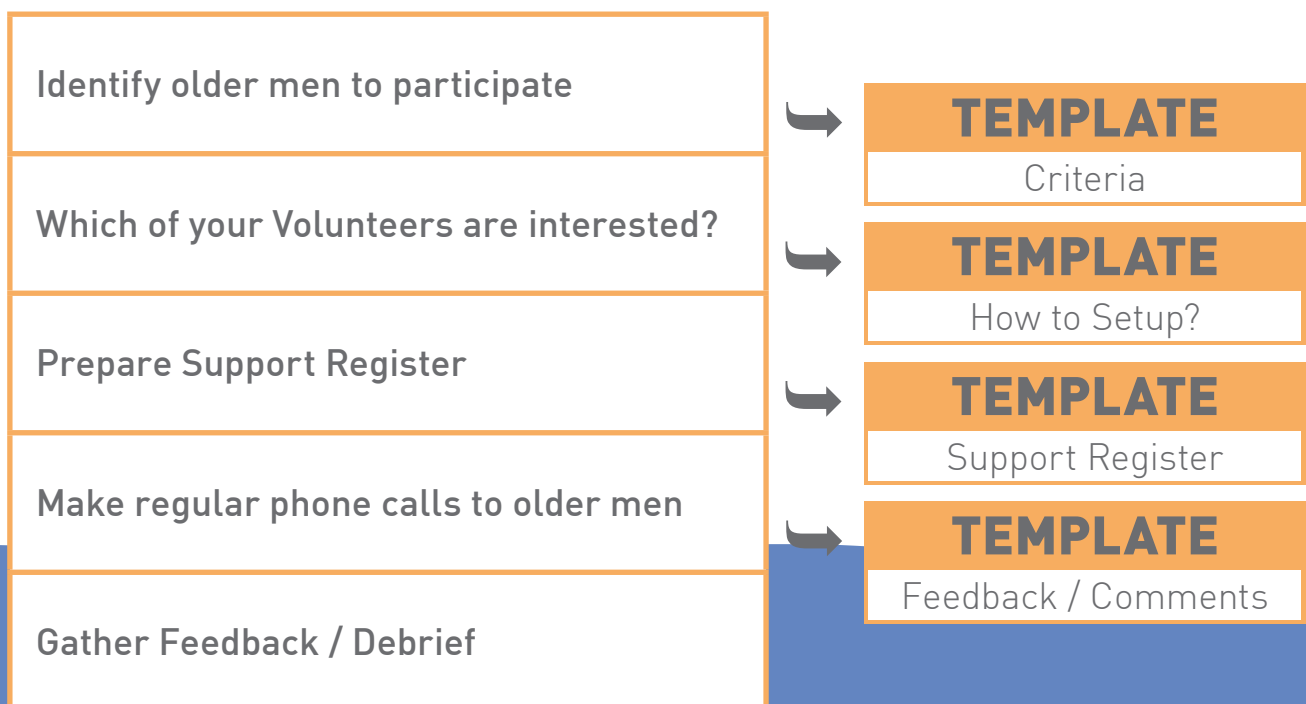 Identify older men to participate
Which of your Volunteers are interested?
Prepare Support Register
Make regular phone calls to older men
Gather Feedback / Debrief
TEMPLATE
Criteria
TEMPLATE
How to Setup?
TEMPLATE
Support Register
TEMPLATE
Feedback / Comments